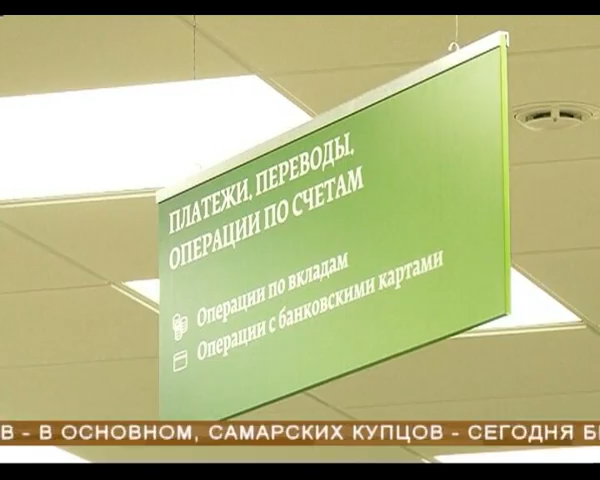 ПЛАТЕЖИ. ПЕРЕВОДЫ.
ОПЕРАЦИИ ПО СЧЕТАМ
Операции по вкладам
Операции с банковскими картами
В - В ОСНОВНОМ, САМАРСКИХ КУПЦОВ - СЕГОДНЯ